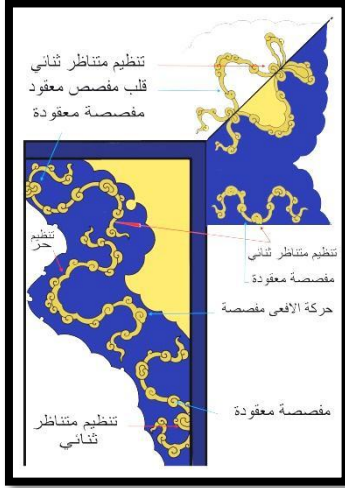 تنظيم متناظر ثنائي
قلب مفصص معقود
مفصصة معقودة
تنظيم
حر
تنظيم متناظر ثنائي
مفصصة معقودة
حركة الافعى مفصصة
مفصصة معقودة
تنظيم متناظر
ثنائي